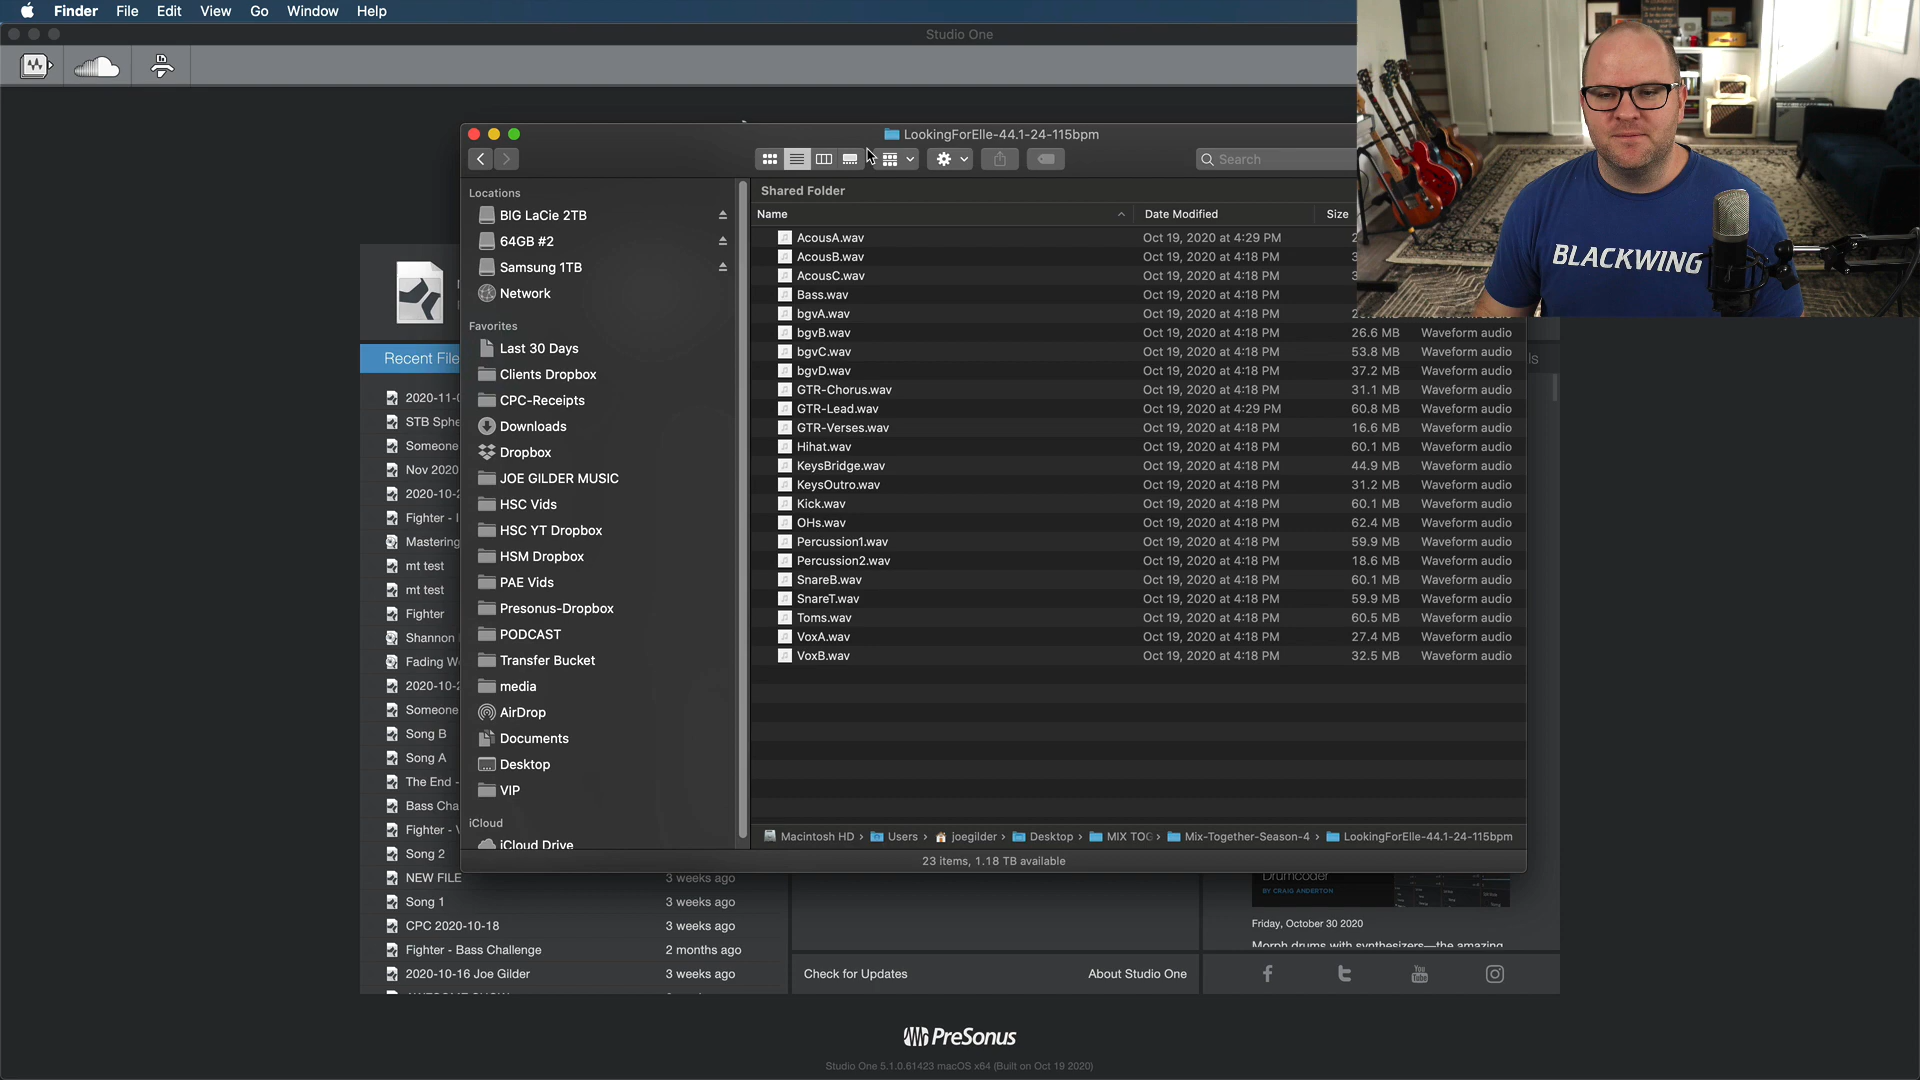 Finder File Edit View Go Window Help
Studio One
LookingForElle-44.1-24-115bpm
Search
Locations
BIG LaCie 2TB
64GB #2
Samsung 1TB
Network
Favorites
Last 30 Days
Clients Dropbox
CPC-Receipts
Downloads
Dropbox
JOE GILDER MUSIC
HSC Vids
HSC YT Dropbox
HSM Dropbox
PAE Vids
Presonus-Dropbox
PODCAST
Transfer Bucket
media
AirDrop
Documents
Desktop
VIP
iCloud
iCloud Drive
Shared Folder
Name Date Modified Size
AcousA.wav Oct 19, 2020 at 4:29 PM
AcousB.wav Oct 19, 2020 at 4:18 PM
AcousC.wav Oct 19, 2020 at 4:18 PM
Bass.wav Oct 19, 2020 at 4:18 PM
bgvA.wav Oct 19, 2020 at 4:18 PM
bgvB.wav Oct 19, 2020 at 4:18 PM 26.6 MB Waveform audio
bgvC.wav Oct 19, 2020 at 4:18 PM 53.8 MB Waveform audio
bgvD.wav Oct 19, 2020 at 4:18 PM 37.2 MB Waveform audio
GTR-Chorus.wav Oct 19, 2020 at 4:18 PM 31.1 MB Waveform audio
GTR-Lead.wav Oct 19, 2020 at 4:29 PM 60.8 MB Waveform audio
GTR-Verses.wav Oct 19, 2020 at 4:18 PM 16.6 MB Waveform audio
Hihat.wav Oct 19, 2020 at 4:18 PM 60.1 MB Waveform audio
KeysBridge.wav Oct 19, 2020 at 4:18 PM 44.9 MB Waveform audio
KeysOutro.wav Oct 19, 2020 at 4:18 PM 31.2 MB Waveform audio
Kick.wav Oct 19, 2020 at 4:18 PM 60.1 MB Waveform audio
OHs.wav Oct 19, 2020 at 4:18 PM 62.4 MB Waveform audio
Percussion1.wav Oct 19, 2020 at 4:18 PM 59.9 MB Waveform audio
Percussion2.wav Oct 19, 2020 at 4:18 PM 18.6 MB Waveform audio
SnareB.wav Oct 19, 2020 at 4:18 PM 60.1 MB Waveform audio
SnareT.wav Oct 19, 2020 at 4:18 PM 59.9 MB Waveform audio
Toms.wav Oct 19, 2020 at 4:18 PM 60.5 MB Waveform audio
VoxA.wav Oct 19, 2020 at 4:18 PM 27.4 MB Waveform audio
VoxB.wav Oct 19, 2020 at 4:18 PM 32.5 MB Waveform audio
Macintosh HD › Users › joegilder › Desktop › MIX TOG › Mix-Together-Season-4 › LookingForElle-44.1-24-115bpm
23 items, 1.18 TB available
BLACKWING
Recent File
2020-11-0
STB Sphe
Someone
Nov 2020
2020-10-2
Fighter - I
Mastering
mt test
mt test
Fighter
Shannon
Fading W
2020-10-2
Someone
Song B
Song A
The End -
Bass Cha
Fighter - V
Song 2
NEW FILE 3 weeks ago
Song 1 3 weeks ago
CPC 2020-10-18 3 weeks ago
Fighter - Bass Challenge 2 months ago
2020-10-16 Joe Gilder 3 weeks ago
Check for Updates About Studio One
Drumcoder
BY CRAIG ANDERTON
Friday, October 30 2020
Morph drums with synthesizers—the amazing
You
Tube
PreSonus
Studio One 5.1.0.61423 macOS x64 (Built on Oct 19 2020)